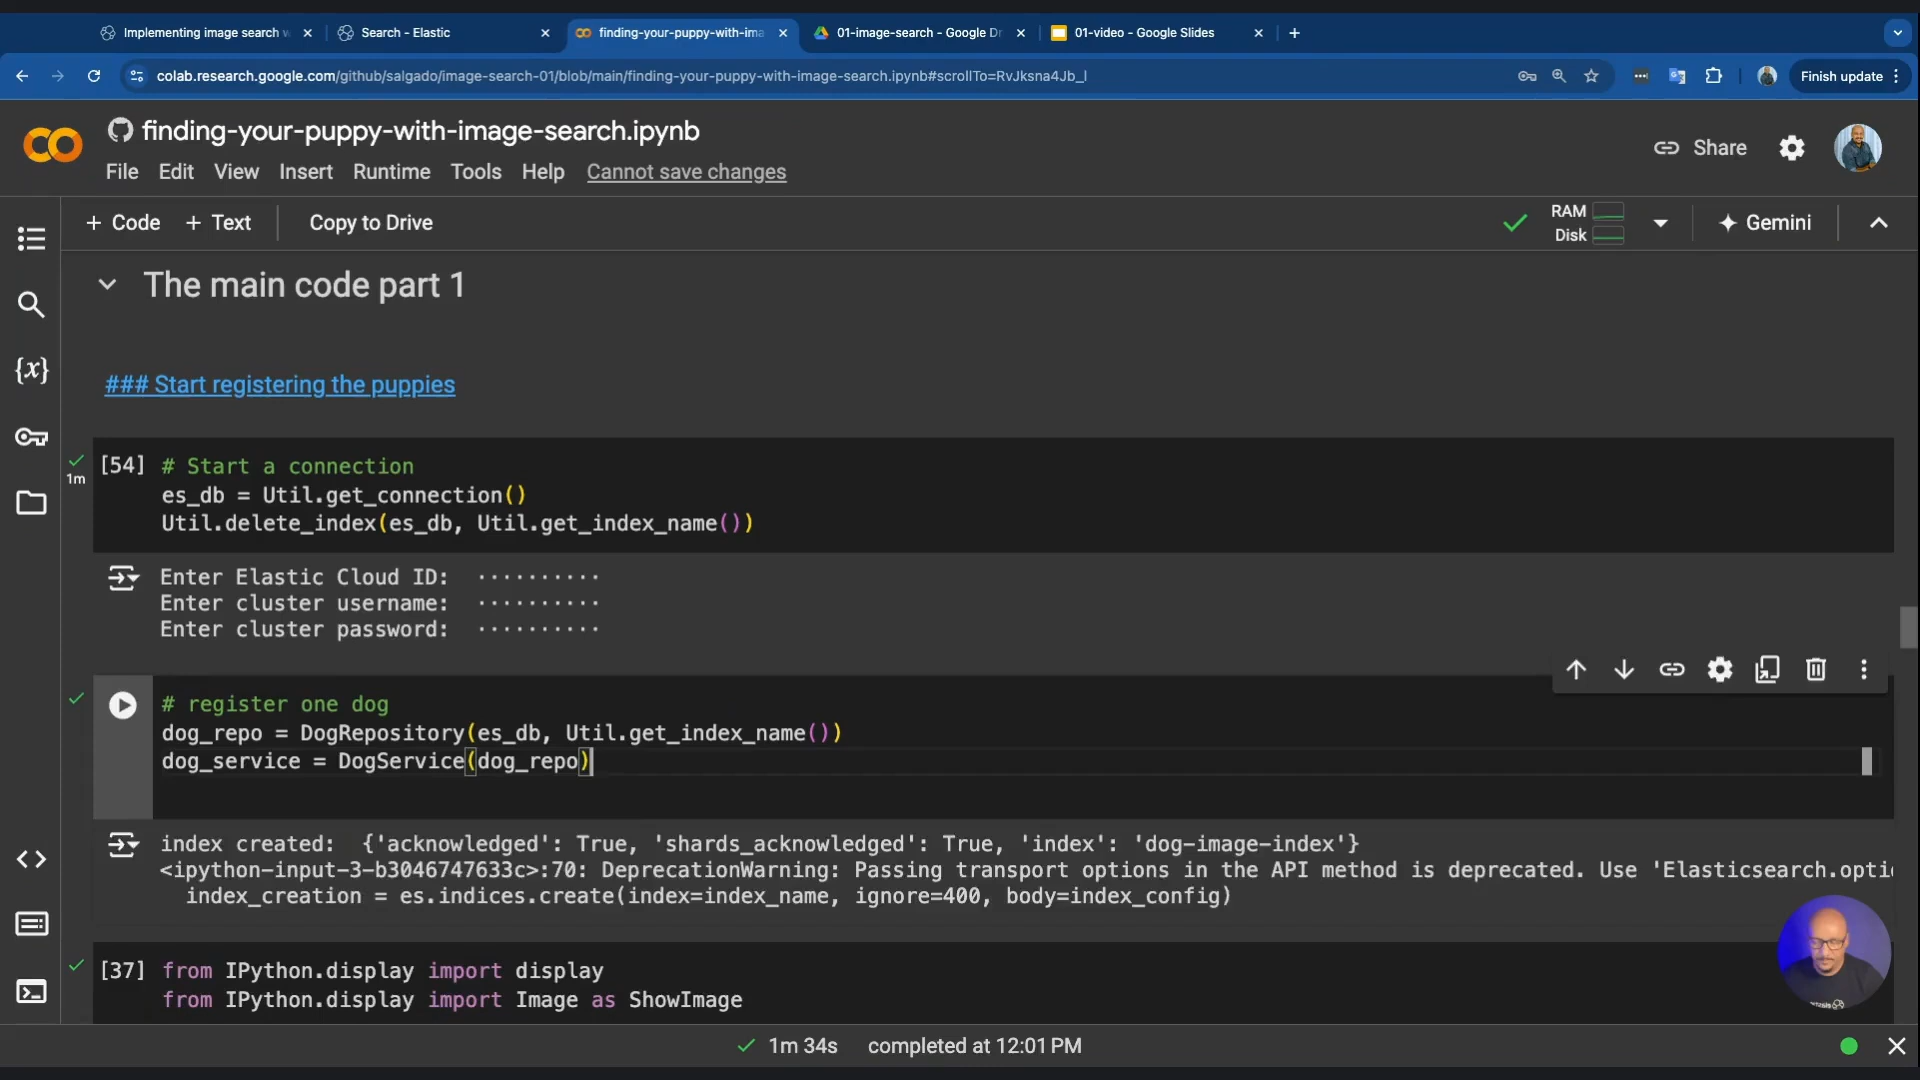 Implementing image search w
Search - Elastic
finding-your-puppy-with-ima
01-image-search - Google Dr
01-video - Google Slides
colab.research.google.com/github/salgado/image-search-01/blob/main/finding-your-puppy-with-image-search.ipynb#scrollTo=RvJksna4Jb_l
Finish update
finding-your-puppy-with-image-search.ipynb
File Edit View Insert Runtime Tools Help Cannot save changes
Share
+ Code + Text Copy to Drive
RAM
Disk
Gemini
The main code part 1
### Start registering the puppies
[54] # Start a connection
1m
es_db = Util.get_connection()
Util.delete_index(es_db, Util.get_index_name())
Enter Elastic Cloud ID: ··········
Enter cluster username: ··········
Enter cluster password: ··········
# register one dog
dog_repo = DogRepository(es_db, Util.get_index_name())
dog_service = DogService(dog_repo)
index created: {'acknowledged': True, 'shards_acknowledged': True, 'index': 'dog-image-index'}
<ipython-input-3-b3046747633c>:70: DeprecationWarning: Passing transport options in the API method is deprecated. Use 'Elasticsearch.optio
index_creation = es.indices.create(index=index_name, ignore=400, body=index_config)
[37] from IPython.display import display
from IPython.display import Image as ShowImage
1m 34s completed at 12:01 PM